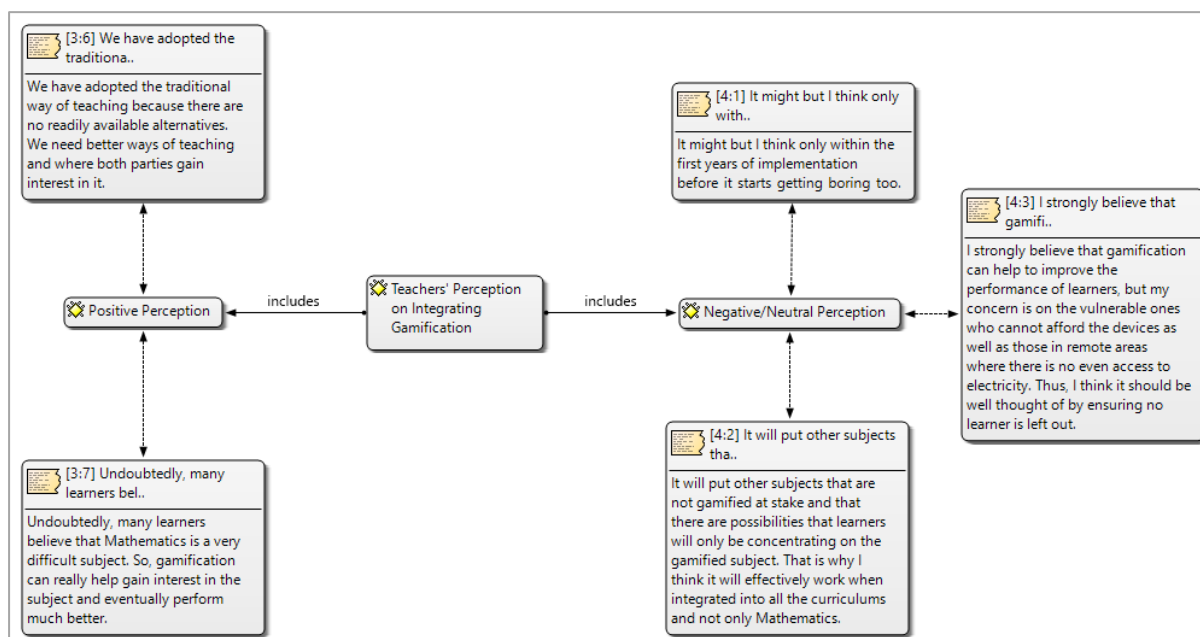 [3:6] We have adopted the
traditiona..
We have adopted the traditional
way of teaching because there are
no readily available alternatives.
We need better ways of teaching
and where both parties gain
interest in it.
[4:1] It might but I think only
with..
It might but I think only within the
first years of implementation
before it starts getting boring too.
[4:3] I strongly believe that
gamifi..
I strongly believe that gamification
can help to improve the
performance of learners, but my
concern is on the vulnerable ones
who cannot afford the devices as
well as those in remote areas
where there is no even access to
electricity. Thus, I think it should be
well thought of by ensuring no
learner is left out.
Positive Perception
includes
Teachers' Perception
on Integrating
Gamification
includes
Negative/Neutral Perception
[3:7] Undoubtedly, many
learners bel..
Undoubtedly, many learners
believe that Mathematics is a very
difficult subject. So, gamification
can really help gain interest in the
subject and eventually perform
much better.
[4:2] It will put other subjects
tha..
It will put other subjects that are
not gamified at stake and that
there are possibilities that learners
will only be concentrating on the
gamified subject. That is why I
think it will effectively work when
integrated into all the curriculums
and not only Mathematics.